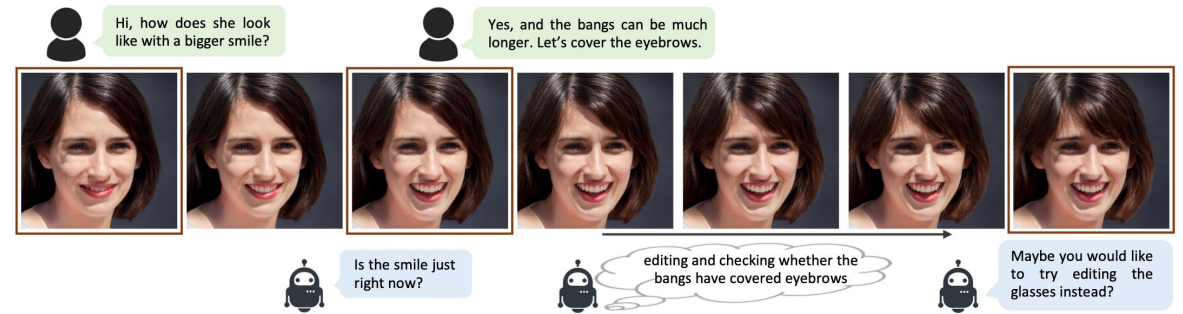 Hi, how does she look
like with a bigger smile?
Yes, and the bangs can be much
longer. Let’s cover the eyebrows.
Is the smile just
right now?
editing and checking whether the
bangs have covered eyebrows
Maybe you would like
to try editing the
glasses instead?